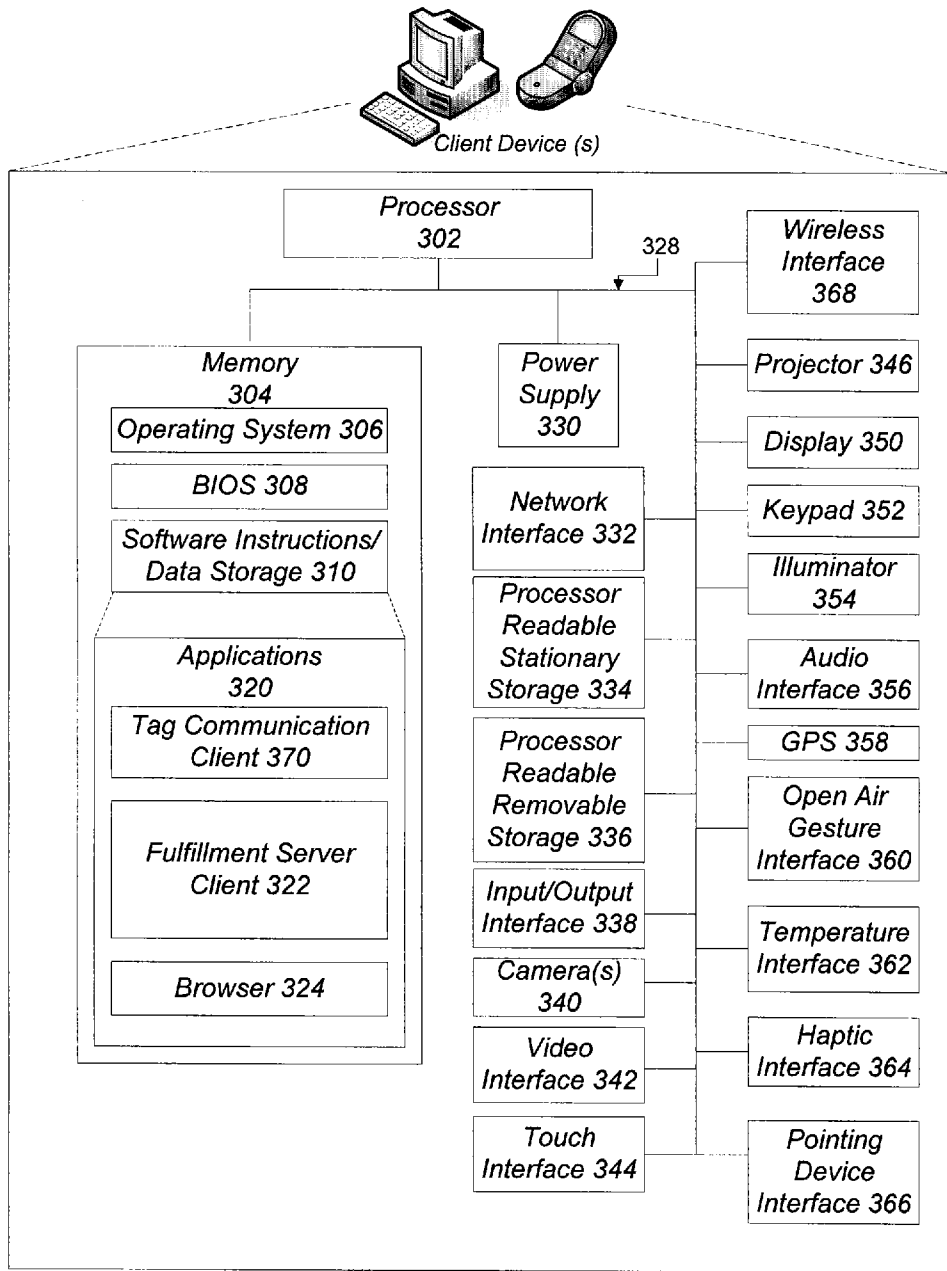 Client Device (s)
Processor
302
328
Memory
304
Operating System 306
BIOS 308
Software Instructions/
Data Storage 310
Applications
320
Tag Communication
Client 370
Fulfillment Server
Client 322
Browser 324
Power
Supply
330
Network
Interface 332
Processor
Readable
Stationary
Storage 334
Processor
Readable
Removable
Storage 336
Input/Output
Interface 338
Camera(s)
340
Video
Interface 342
Touch
Interface 344
Wireless
Interface
368
Projector 346
Display 350
Keypad 352
Illuminator
354
Audio
Interface 356
GPS 358
Open Air
Gesture
Interface 360
Temperature
Interface 362
Haptic
Interface 364
Pointing
Device
Interface 366